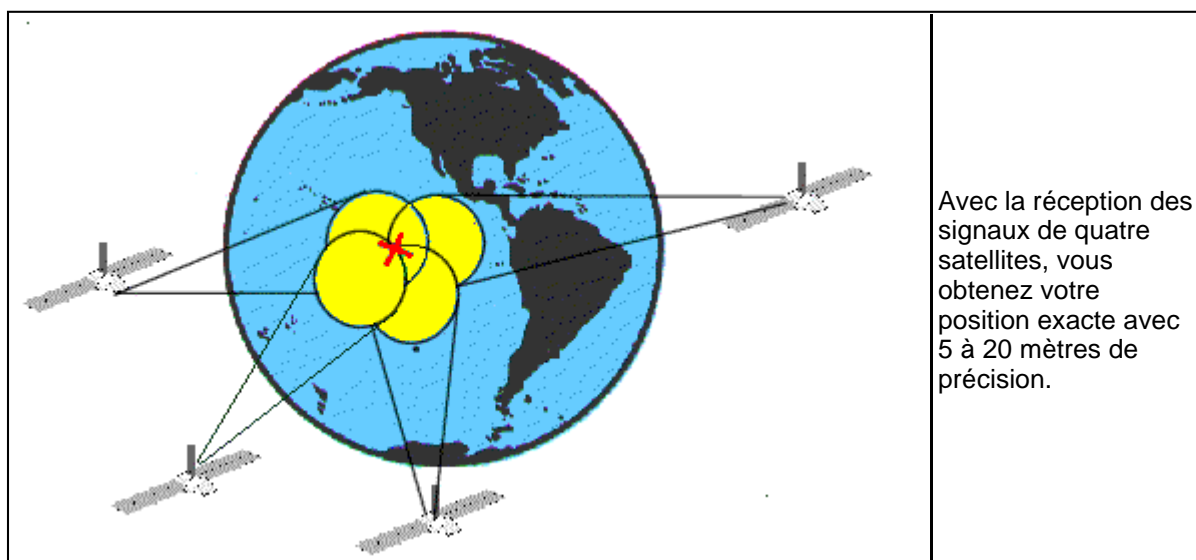 Avec la réception des
signaux de quatre
satellites, vous
obtenez votre
position exacte avec
5 à 20 mètres de
précision.